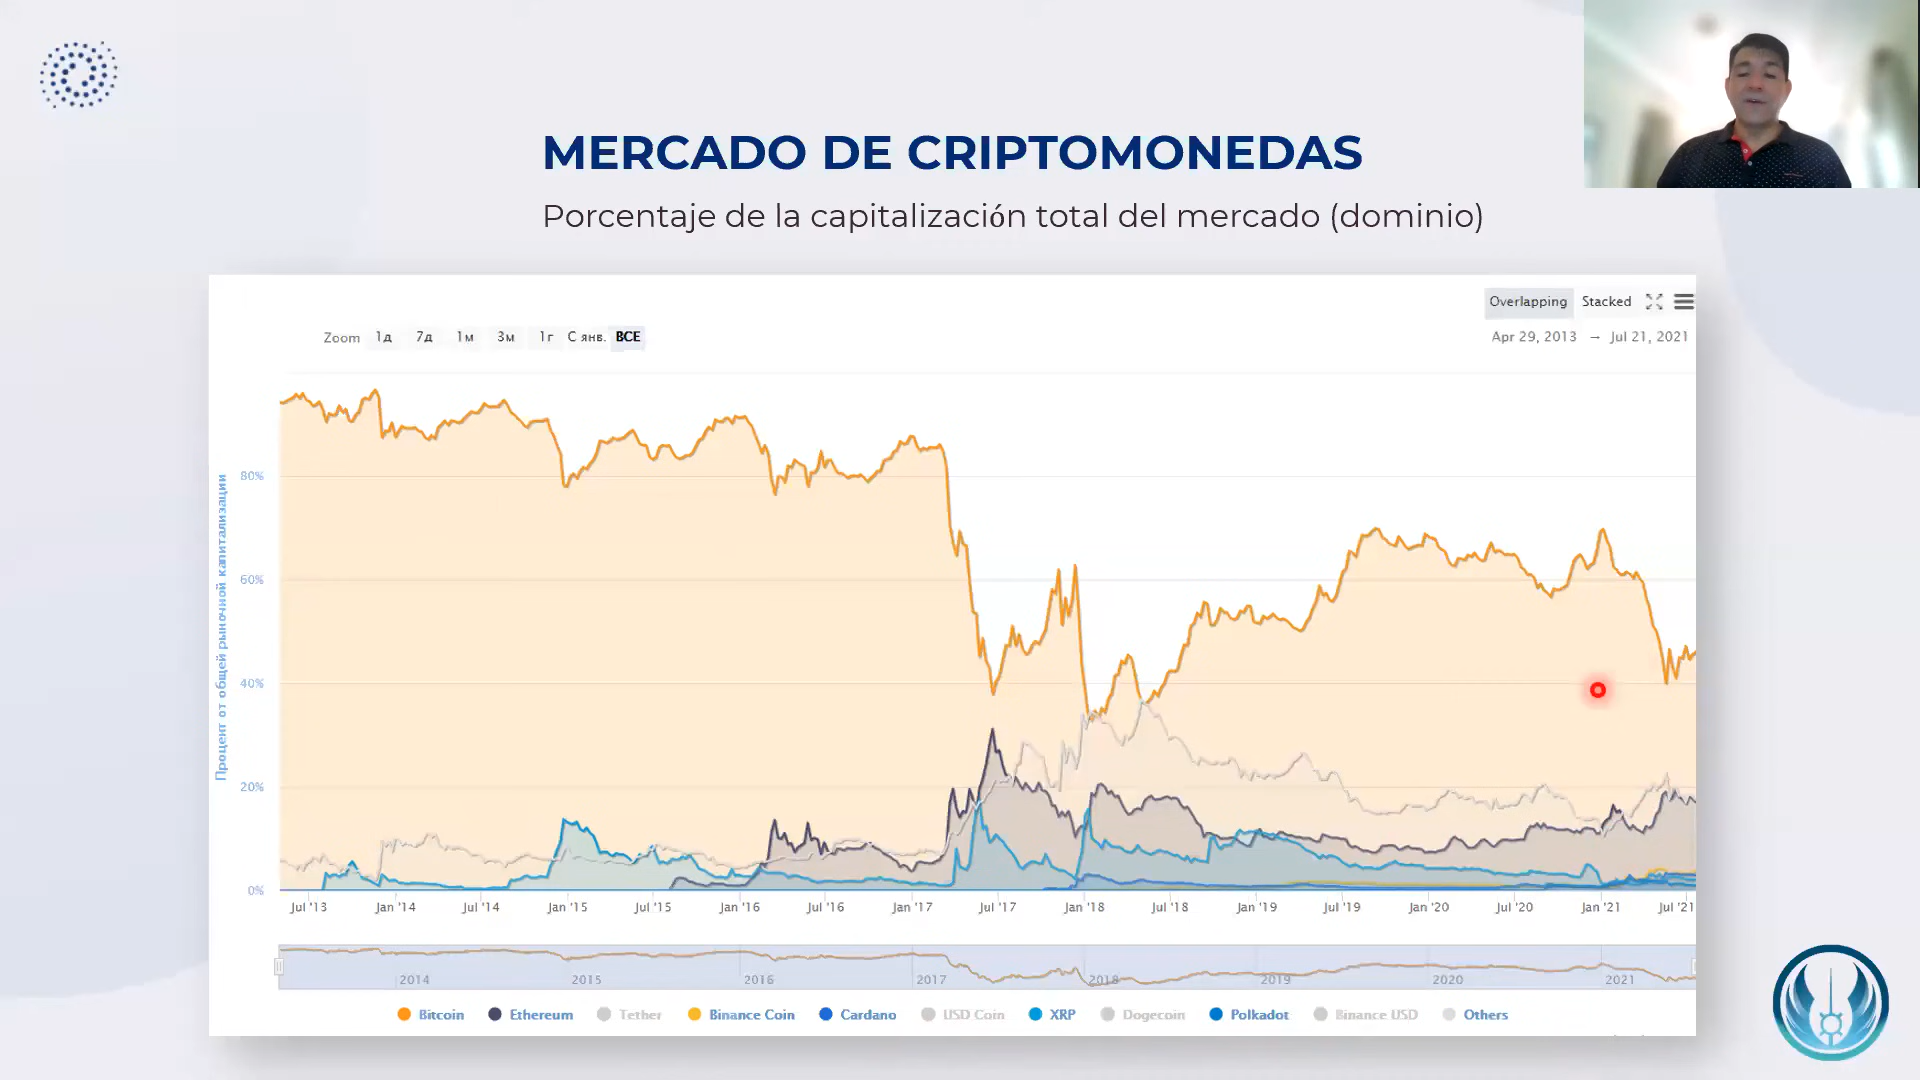 MERCADO DE CRIPTOMONEDAS
Porcentaje de la capitalización total del mercado (dominio)
Overlapping Stacked
Zoom 1д 7д 1м 3м 1г С янв. ВСЕ
Apr 29, 2013 → Jul 21, 2021
Процент от общей рыночной капитализации
80%
60%
40%
20%
0%
Jul '13 Jan '14 Jul '14 Jan '15 Jul '15 Jan '16 Jul '16 Jan '17 Jul '17 Jan '18 Jul '18 Jan '19 Jul '19 Jan '20 Jul '20 Jan '21 Jul '21
2014 2015 2016 2017 2018 2019 2020 2021
Bitcoin Ethereum Tether Binance Coin Cardano USD Coin XRP Dogecoin Polkadot Binance USD Others